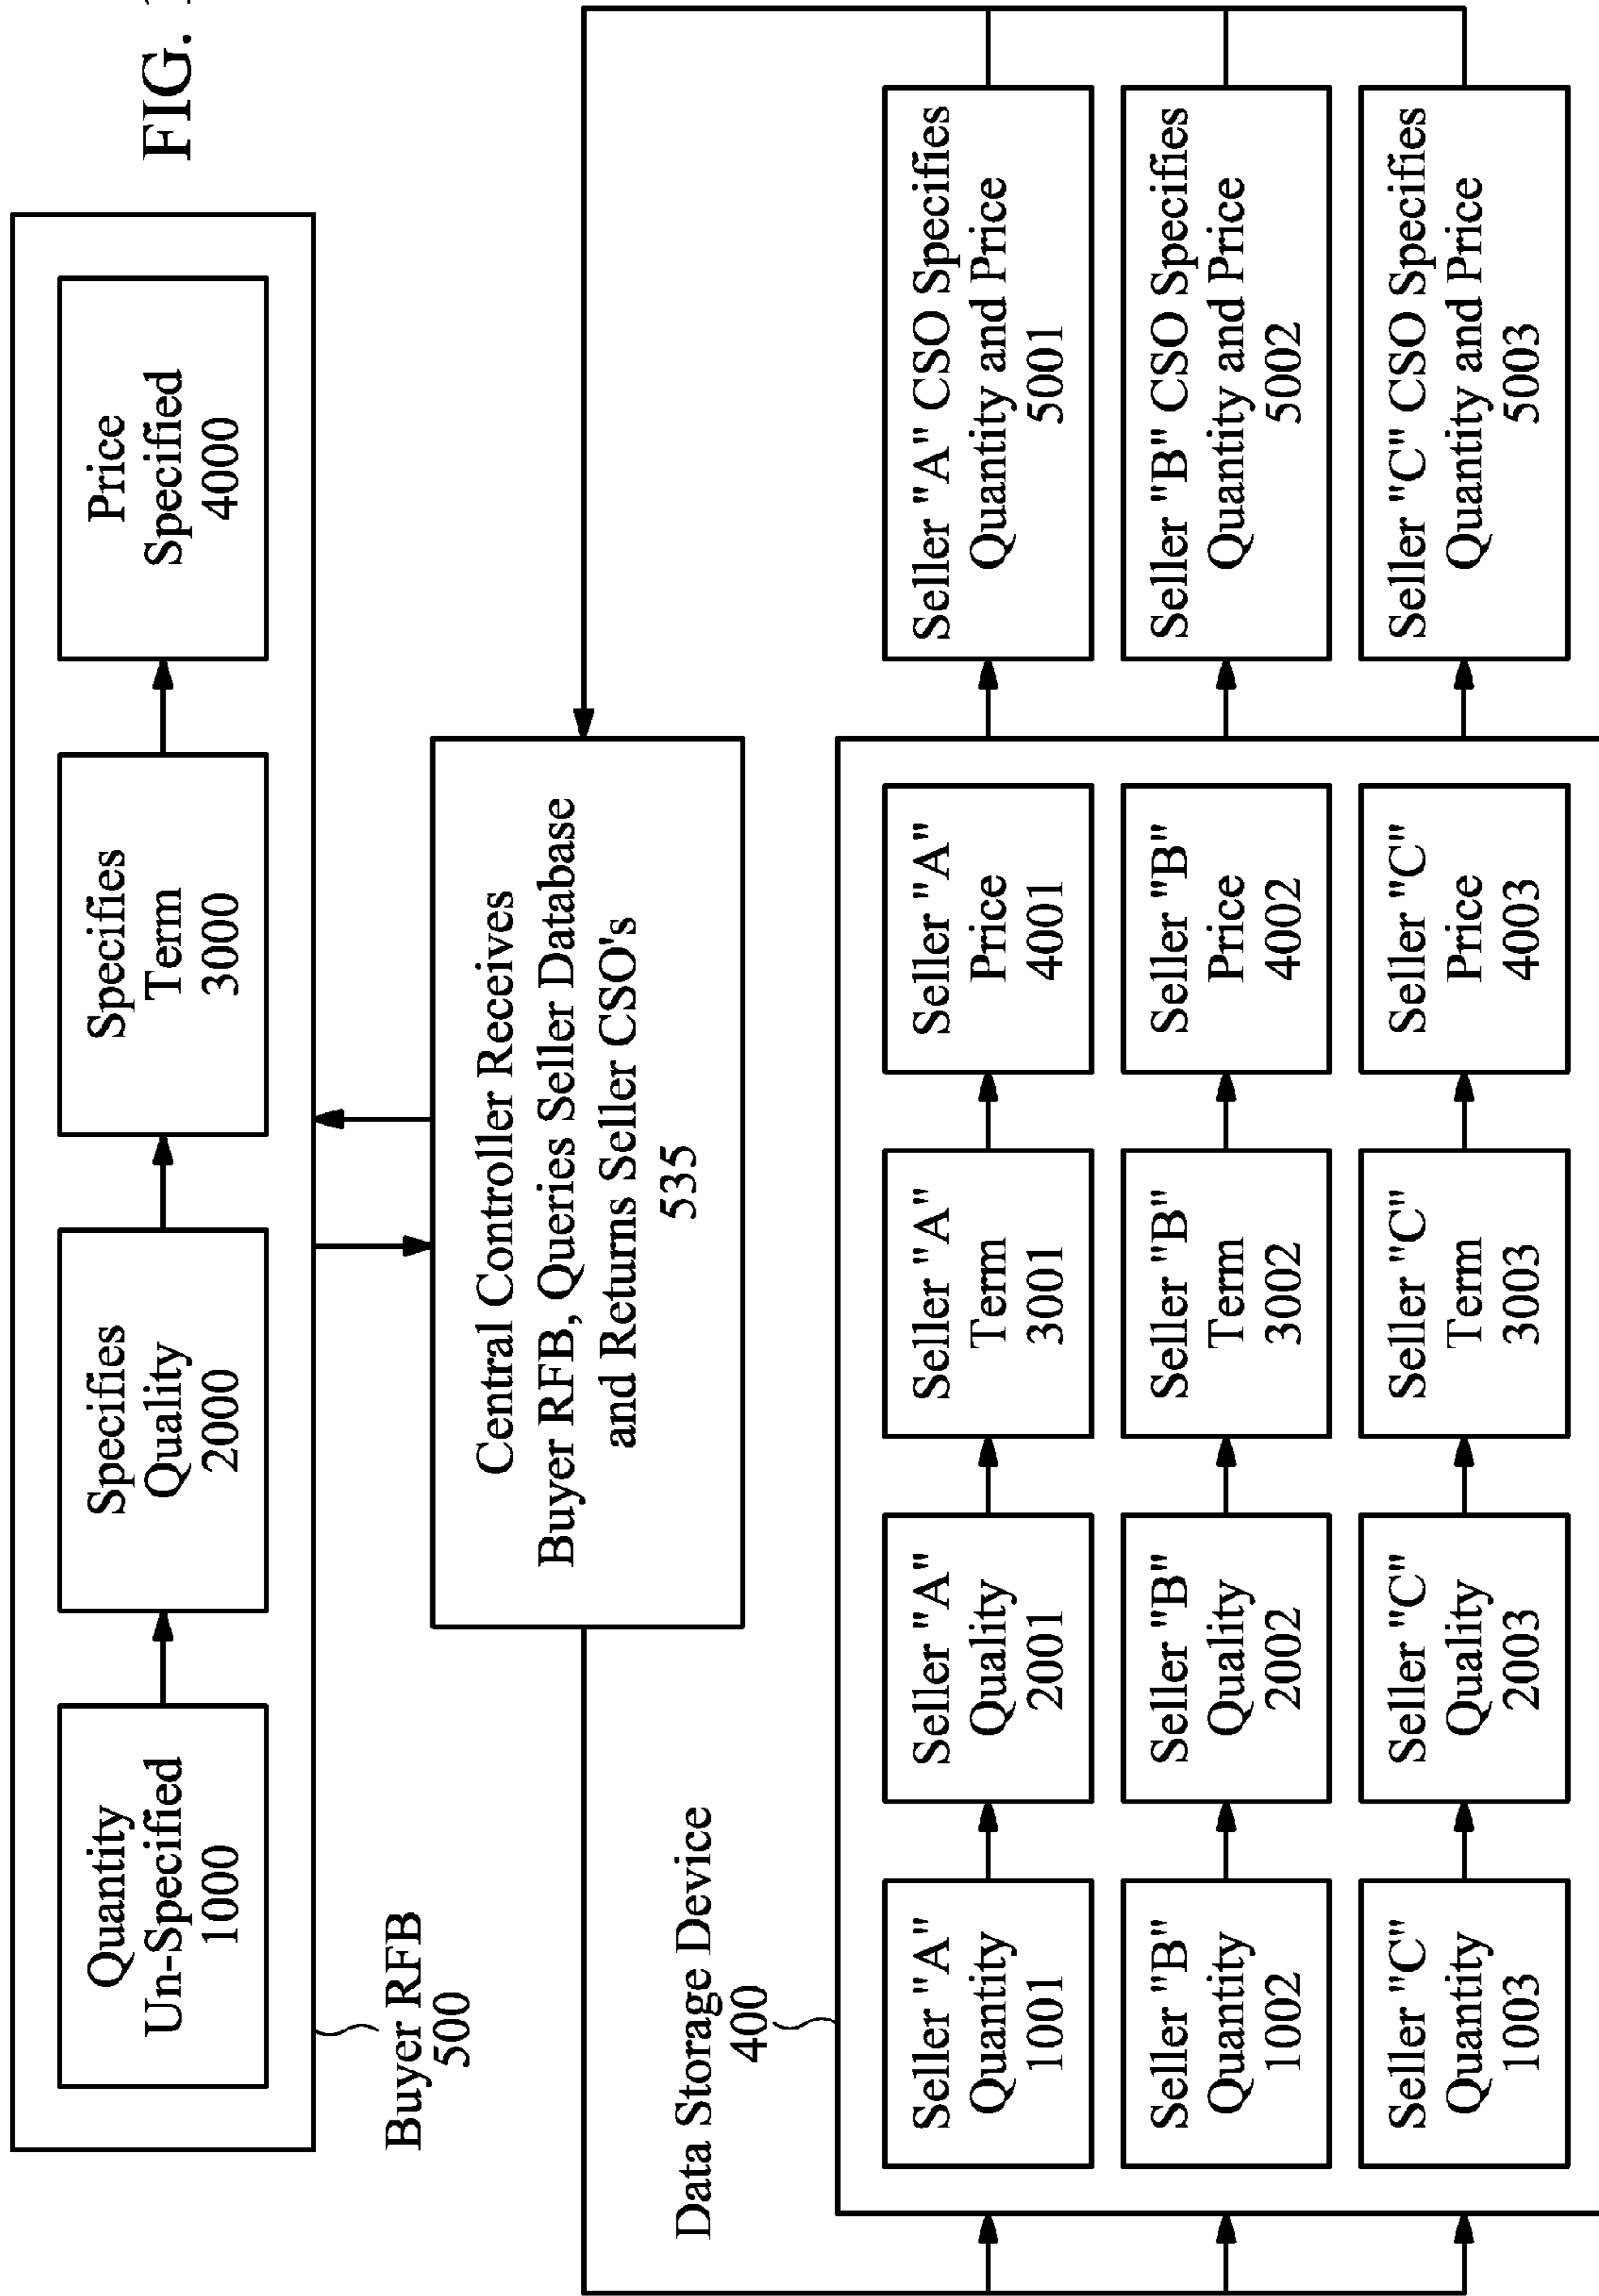 FIG.
Quantity
Un-Specified
1000
Specifies
Quality
2000
Specifies
Term
3000
Price
Specified
4000
Buyer RFB
500
Central Controller Receives
Buyer RFB, Queries Seller Database
and Returns Seller CSO's
535
Data Storage Device
400
Seller "A"
Quantity
1001
Seller "A"
Quality
2001
Seller "A"
Term
3001
Seller "A"
Price
4001
Seller "A" CSO Specifies
Quantity and Price
5001
Seller "B"
Quantity
1002
Seller "B"
Quality
2002
Seller "B"
Term
3002
Seller "B"
Price
4002
Seller "B" CSO Specifies
Quantity and Price
5002
Seller "C"
Quantity
1003
Seller "C"
Quality
2003
Seller "C"
Term
3003
Seller "C"
Price
4003
Seller "C" CSO Specifies
Quantity and Price
5003